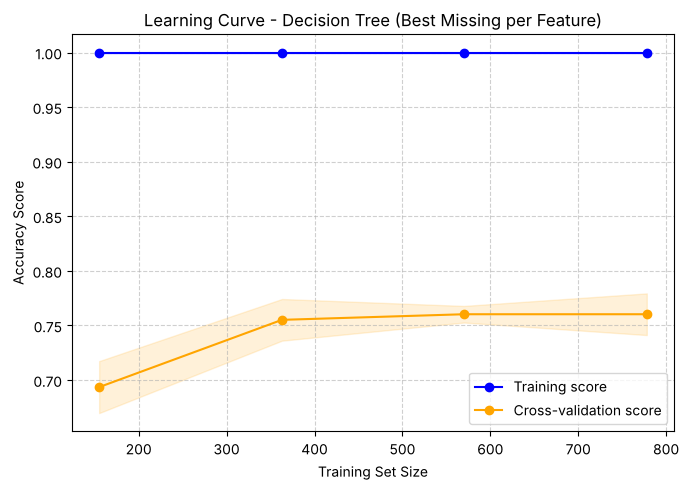 Learning Curve - Decision Tree (Best Missing per Feature)
1.00
0.95
0.90
0.85
0.80
0.75
0.70
Accuracy Score
Training score
Cross-validation score
200
300
400
500
600
700
800
Training Set Size